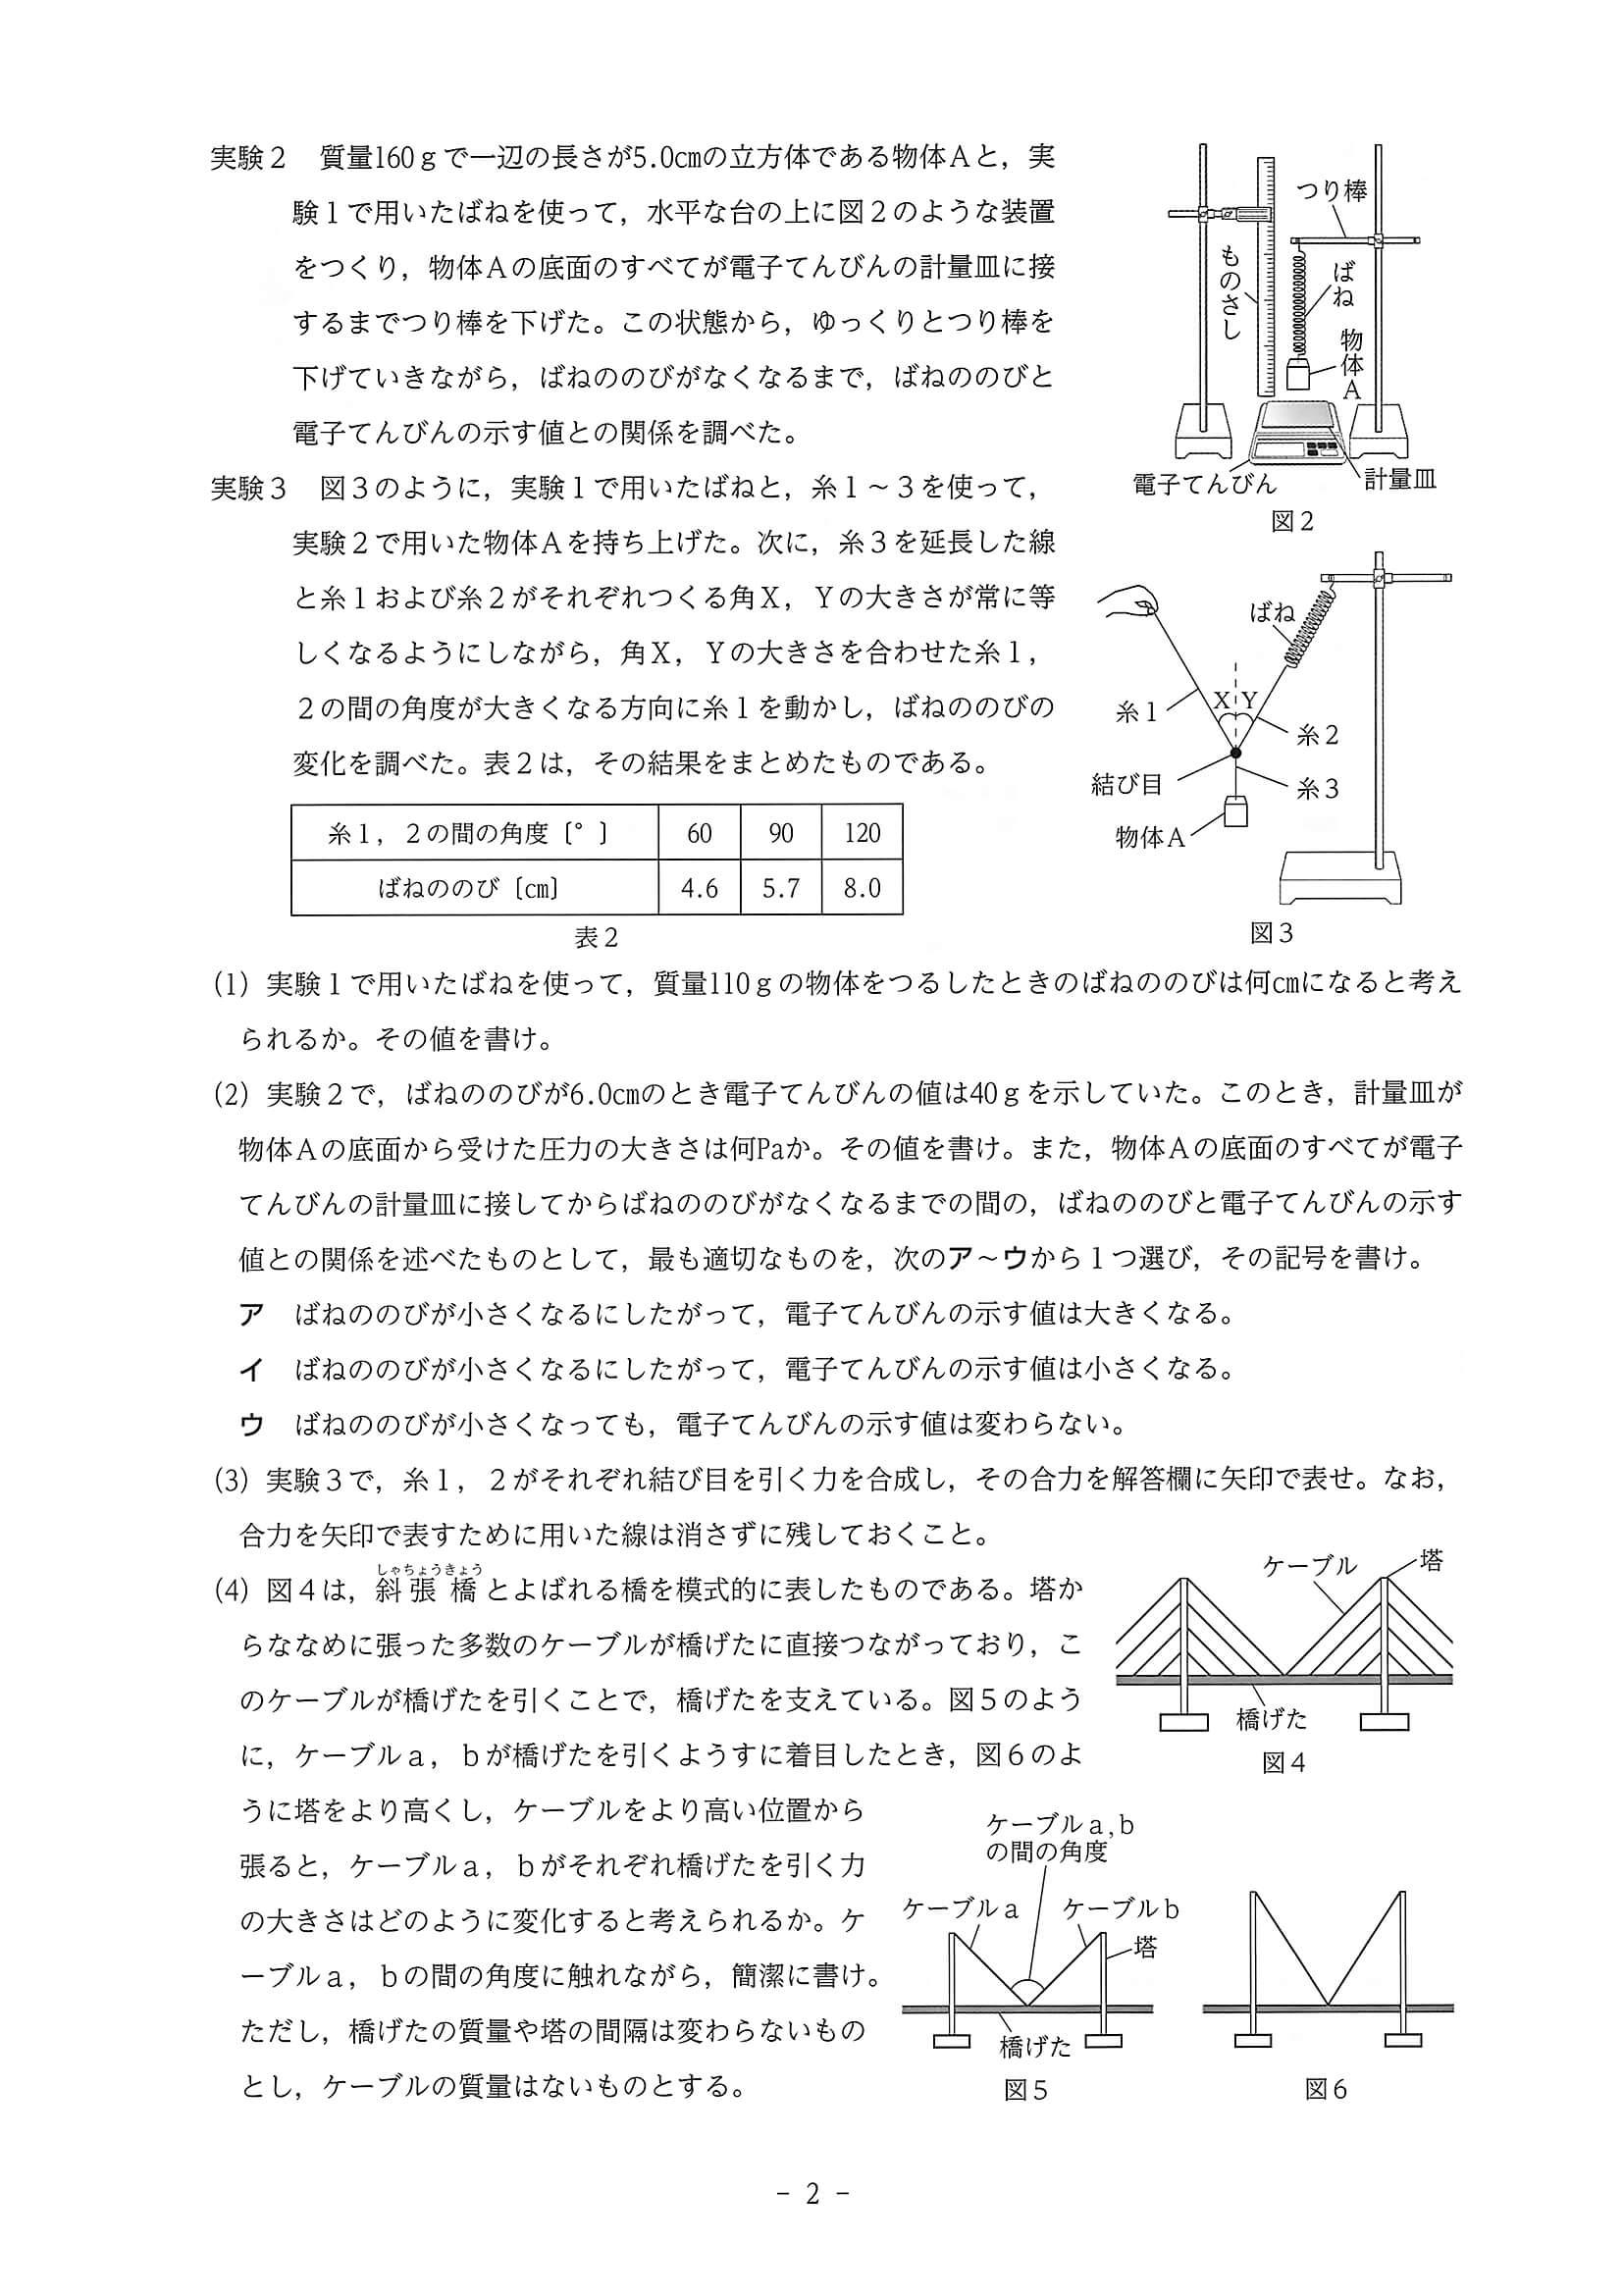 実験２　質量160ｇで一辺の長さが5.0㎝の立方体である物体Ａと，実
験１で用いたばねを使って，水平な台の上に図２のような装置
をつくり，物体Ａの底面のすべてが電子てんびんの計量皿に接
するまでつり棒を下げた。この状態から，ゆっくりとつり棒を
下げていきながら，ばねののびがなくなるまで，ばねののびと
電子てんびんの示す値との関係を調べた。
つり棒
ものさし
ばね
物体Ａ
電子てんびん
計量皿
図２
実験３　図３のように，実験１で用いたばねと，糸１～３を使って，
実験２で用いた物体Ａを持ち上げた。次に，糸３を延長した線
と糸１および糸２がそれぞれつくる角Ｘ，Ｙの大きさが常に等
しくなるようにしながら，角Ｘ，Ｙの大きさを合わせた糸１，
２の間の角度が大きくなる方向に糸１を動かし，ばねののびの
変化を調べた。表２は，その結果をまとめたものである。
ばね
糸１
Ｘ Ｙ
糸２
結び目
糸３
物体Ａ
図３
糸１，２の間の角度〔°〕 60 90 120
ばねののび〔㎝〕 4.6 5.7 8.0
表２
(1) 実験１で用いたばねを使って，質量110ｇの物体をつるしたときのばねののびは何㎝になると考え
られるか。その値を書け。
(2) 実験２で，ばねののびが6.0㎝のとき電子てんびんの値は40ｇを示していた。このとき，計量皿が
物体Ａの底面から受けた圧力の大きさは何Paか。その値を書け。また，物体Ａの底面のすべてが電子
てんびんの計量皿に接してからばねののびがなくなるまでの間の，ばねののびと電子てんびんの示す
値との関係を述べたものとして，最も適切なものを，次のア～ウから１つ選び，その記号を書け。
ア　ばねののびが小さくなるにしたがって，電子てんびんの示す値は大きくなる。
イ　ばねののびが小さくなるにしたがって，電子てんびんの示す値は小さくなる。
ウ　ばねののびが小さくなっても，電子てんびんの示す値は変わらない。
(3) 実験３で，糸１，２がそれぞれ結び目を引く力を合成し，その合力を解答欄に矢印で表せ。なお，
合力を矢印で表すために用いた線は消さずに残しておくこと。
しゃちょうきょう
(4) 図４は，斜張橋とよばれる橋を模式的に表したものである。塔か
らななめに張った多数のケーブルが橋げたに直接つながっており，こ
のケーブルが橋げたを引くことで，橋げたを支えている。図５のよう
に，ケーブルａ，ｂが橋げたを引くようすに着目したとき，図６のよ
うに塔をより高くし，ケーブルをより高い位置から
張ると，ケーブルａ，ｂがそれぞれ橋げたを引く力
の大きさはどのように変化すると考えられるか。ケ
ーブルａ，ｂの間の角度に触れながら，簡潔に書け。
ただし，橋げたの質量や塔の間隔は変わらないもの
とし，ケーブルの質量はないものとする。
ケーブル
塔
橋げた
図４
ケーブルａ，ｂ
の間の角度
ケーブルａ
ケーブルｂ
塔
橋げた
図５
図６
－ 2 －